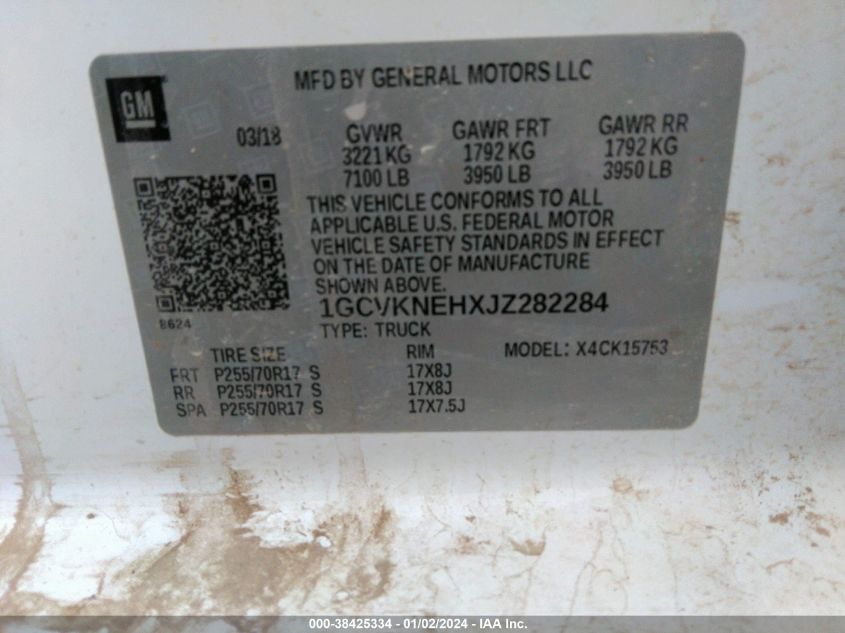 MFD BY GENERAL MOTORS LLC
GM
03/18 GVWR GAWR FRT GAWR RR
3221 KG 1792 KG 1792 KG
7100 LB 3950 LB 3950 LB
THIS VEHICLE CONFORMS TO ALL
APPLICABLE U.S. FEDERAL MOTOR
VEHICLE SAFETY STANDARDS IN EFFECT
ON THE DATE OF MANUFACTURE
SHOWN ABOVE.
1GCVKNEHXJZ282284
8624
TYPE: TRUCK
TIRE SIZE RIM MODEL: X4CK15753
FRT P255/70R17 S 17X8J
RR P255/70R17 S 17X8J
SPA P255/70R17 S 17X7.5J
000-38425334 - 01/02/2024 - IAA Inc.